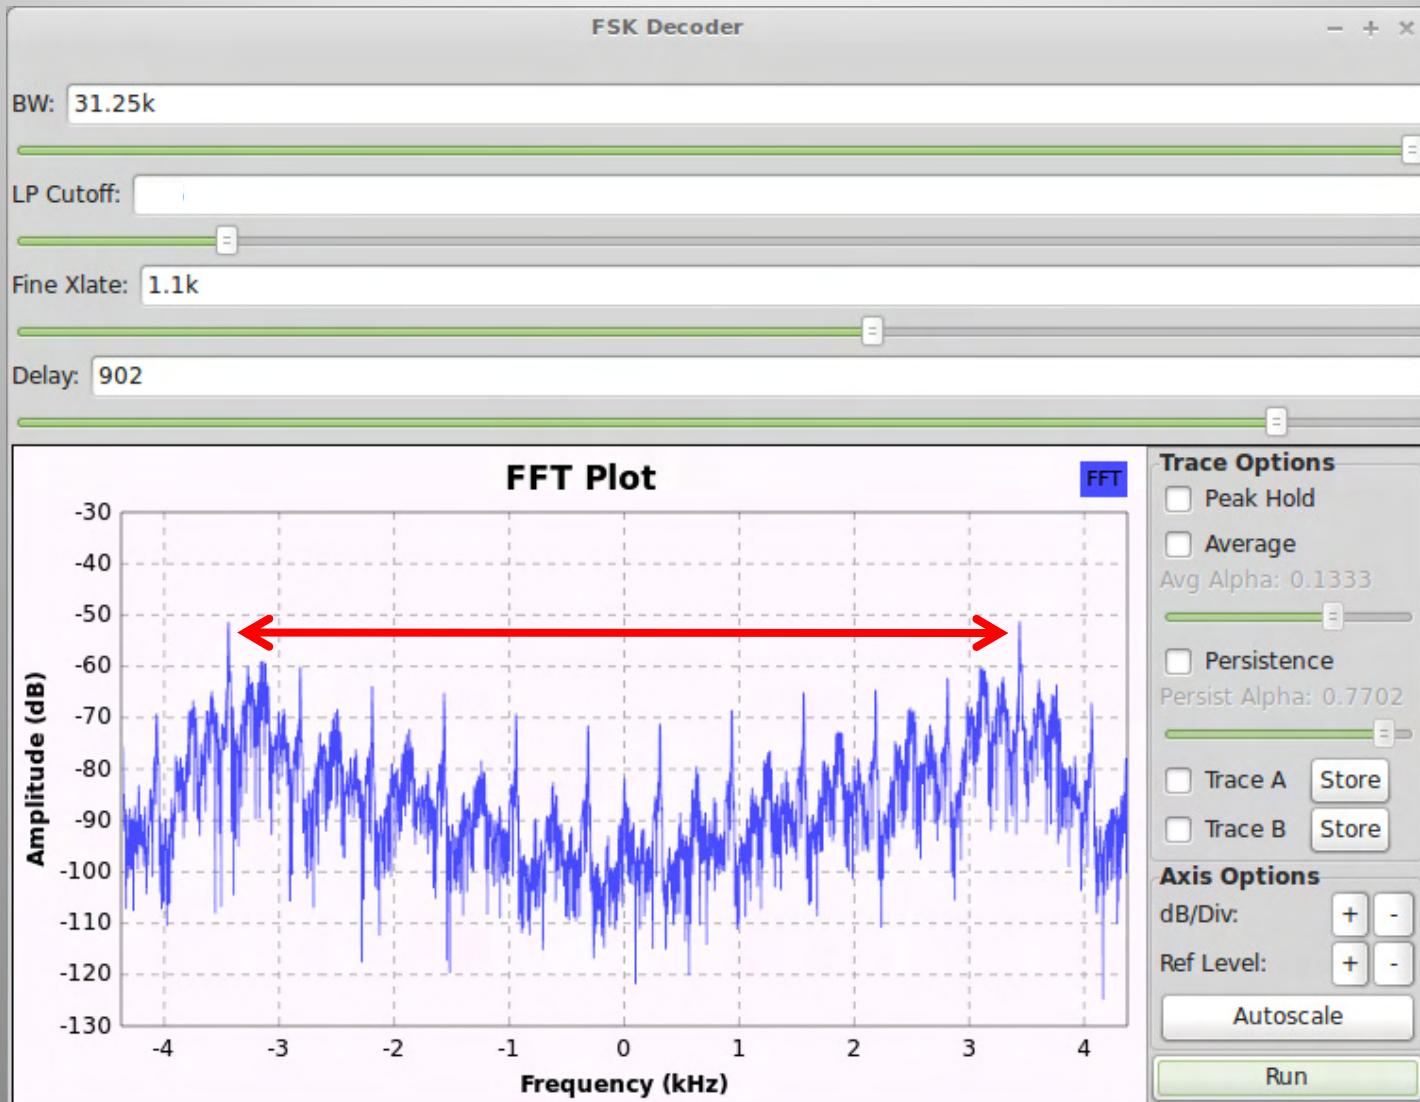 FSK Decoder
BW: 31.25k
LP Cutoff:
Fine Xlate: 1.1k
Delay: 902
FFT Plot
FFT
-30
-40
-50
-60
-70
-80
-90
-100
-110
-120
-130
Amplitude (dB)
-4 -3 -2 -1 0 1 2 3 4
Frequency (kHz)
Trace Options
Peak Hold
Average
Avg Alpha: 0.1333
Persistence
Persist Alpha: 0.7702
Trace A Store
Trace B Store
Axis Options
dB/Div: + -
Ref Level: + -
Autoscale
Run